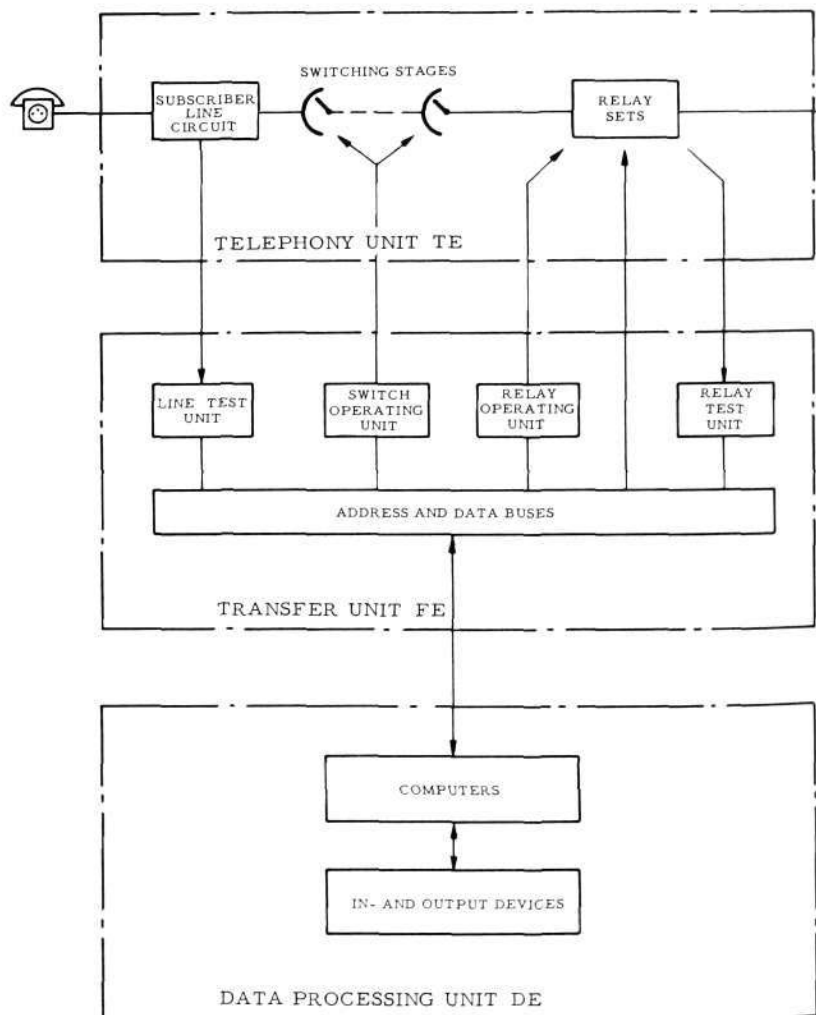 SWITCHING STAGES
SUBSCRIBER
LINE
CIRCUIT
RELAY
SETS
TELEPHONY UNIT TE
LINE TEST
UNIT
SWITCH
OPERATING
UNIT
RELAY
OPERATING
UNIT
RELAY
TEST
UNIT
ADDRESS AND DATA BUSES
TRANSFER UNIT FE
COMPUTERS
IN- AND OUTPUT DEVICES
DATA PROCESSING UNIT DE